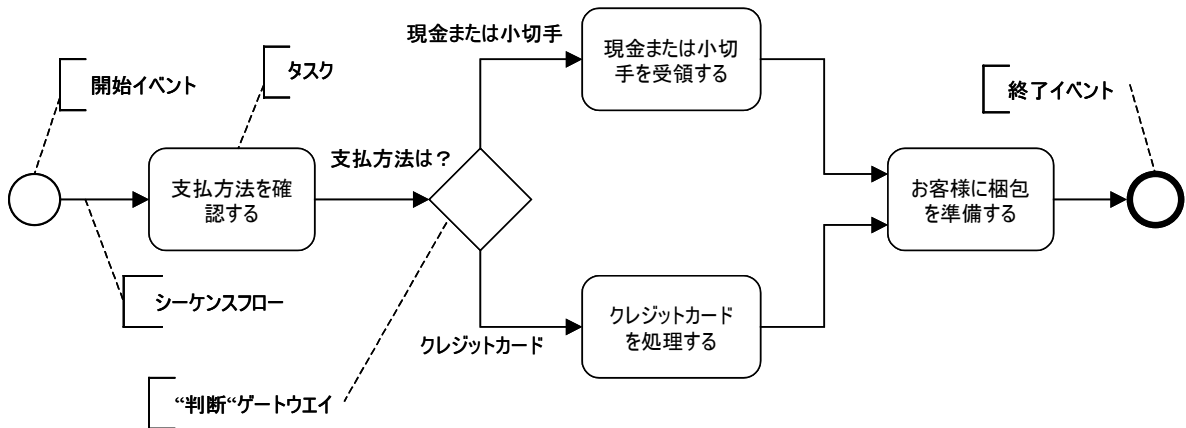 現金または小切手
現金または小切
手を受領する
開始イベント
タスク
終了イベント
支払方法は？
支払方法を確
認する
お客様に梱包
を準備する
シーケンスフロー
クレジットカード
クレジットカード
を処理する
“判断“ゲートウエイ